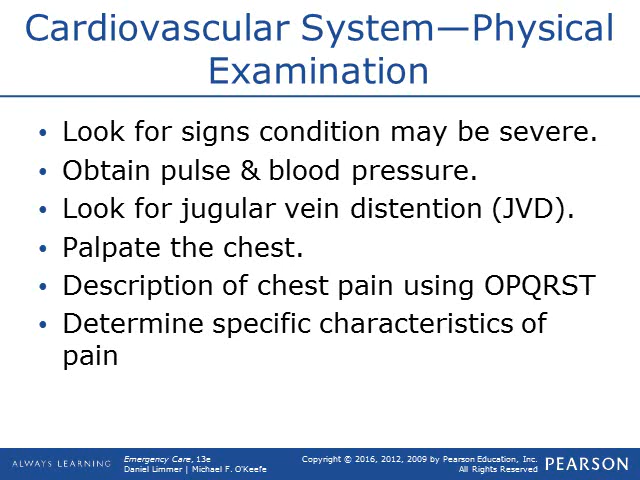 Cardiovascular System—Physical
Examination
• Look for signs condition may be severe.
• Obtain pulse & blood pressure.
• Look for jugular vein distention (JVD).
• Palpate the chest.
• Description of chest pain using OPQRST
• Determine specific characteristics of
pain
ALWAYS LEARNING
Emergency Care, 13e
Daniel Limmer | Michael F. O'Keefe
Copyright © 2016, 2012, 2009 by Pearson Education, Inc.
All Rights Reserved
PEARSON